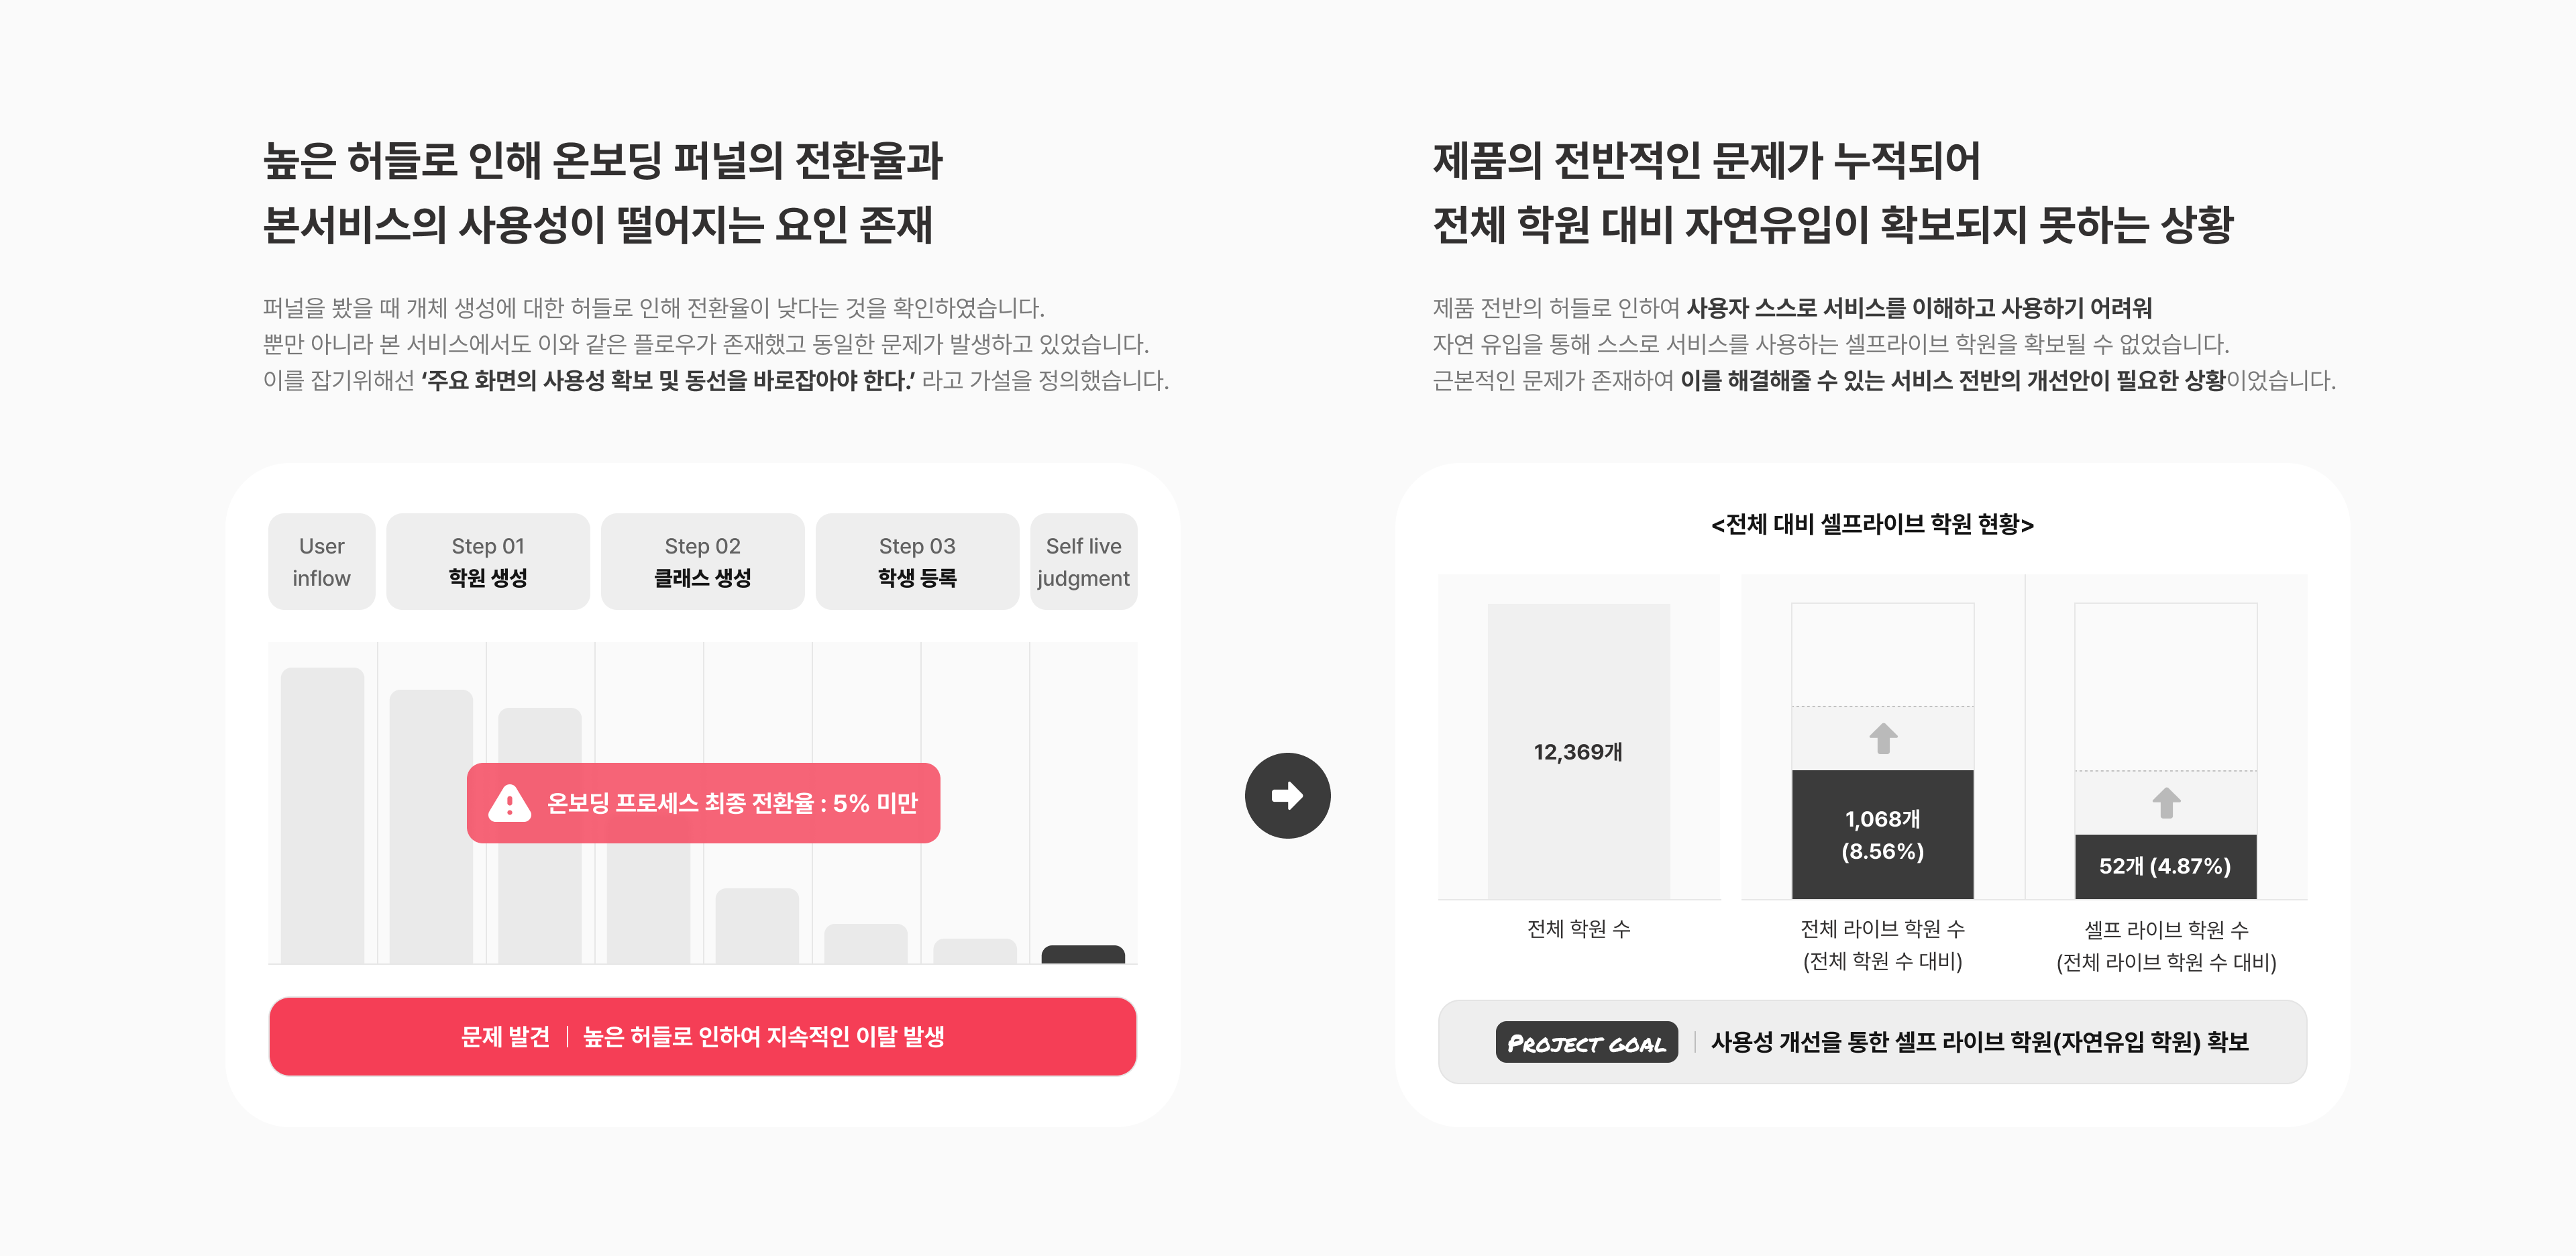 높은 허들로 인해 온보딩 퍼널의 전환율과
본서비스의 사용성이 떨어지는 요인 존재
퍼널을 봤을 때 개체 생성에 대한 허들로 인해 전환율이 낮다는 것을 확인하였습니다.
뿐만 아니라 본 서비스에서도 이와 같은 플로우가 존재했고 동일한 문제가 발생하고 있었습니다.
이를 잡기위해선 ‘주요 화면의 사용성 확보 및 동선을 바로잡아야 한다.’ 라고 가설을 정의했습니다.
User
inflow
Step 01
학원 생성
Step 02
클래스 생성
Step 03
학생 등록
Self live
judgment
온보딩 프로세스 최종 전환율 : 5% 미만
문제 발견 | 높은 허들로 인하여 지속적인 이탈 발생
제품의 전반적인 문제가 누적되어
전체 학원 대비 자연유입이 확보되지 못하는 상황
제품 전반의 허들로 인하여 사용자 스스로 서비스를 이해하고 사용하기 어려워
자연 유입을 통해 스스로 서비스를 사용하는 셀프라이브 학원을 확보될 수 없었습니다.
근본적인 문제가 존재하여 이를 해결해줄 수 있는 서비스 전반의 개선안이 필요한 상황이었습니다.
<전체 대비 셀프라이브 학원 현황>
12,369개
1,068개
(8.56%)
52개 (4.87%)
전체 학원 수
전체 라이브 학원 수
(전체 학원 수 대비)
셀프 라이브 학원 수
(전체 라이브 학원 수 대비)
PROJECT GOAL | 사용성 개선을 통한 셀프 라이브 학원(자연유입 학원) 확보